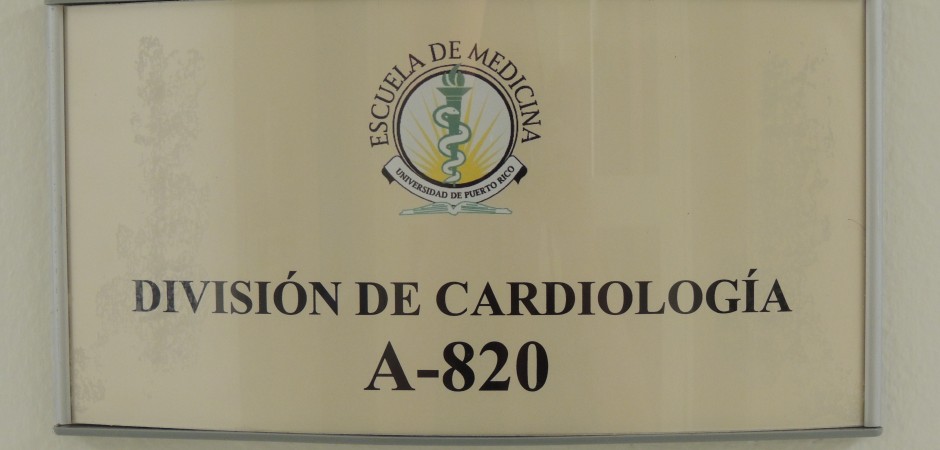 ESCUELA DE MEDICINA
UNIVERSIDAD DE PUERTO RICO
DIVISIÓN DE CARDIOLOGÍA
A-820